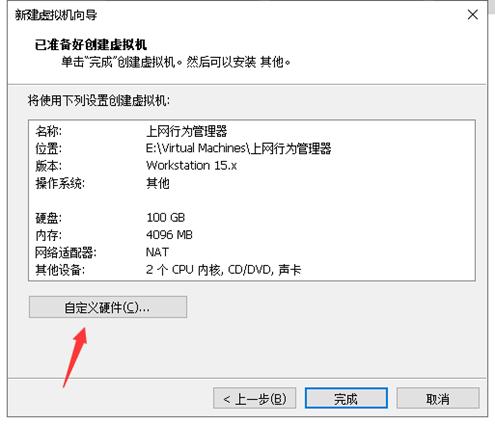 新建虚拟机向导
已准备好创建虚拟机
单击“完成”创建虚拟机。然后可以安装 其他。
将使用下列设置创建虚拟机:
名称: 上网行为管理器
位置: E:\Virtual Machines\上网行为管理器
版本: Workstation 15.x
操作系统: 其他
硬盘: 100 GB
内存: 4096 MB
网络适配器: NAT
其他设备: 2 个 CPU 内核, CD/DVD, 声卡
自定义硬件(C)...
< 上一步(B) 完成 取消